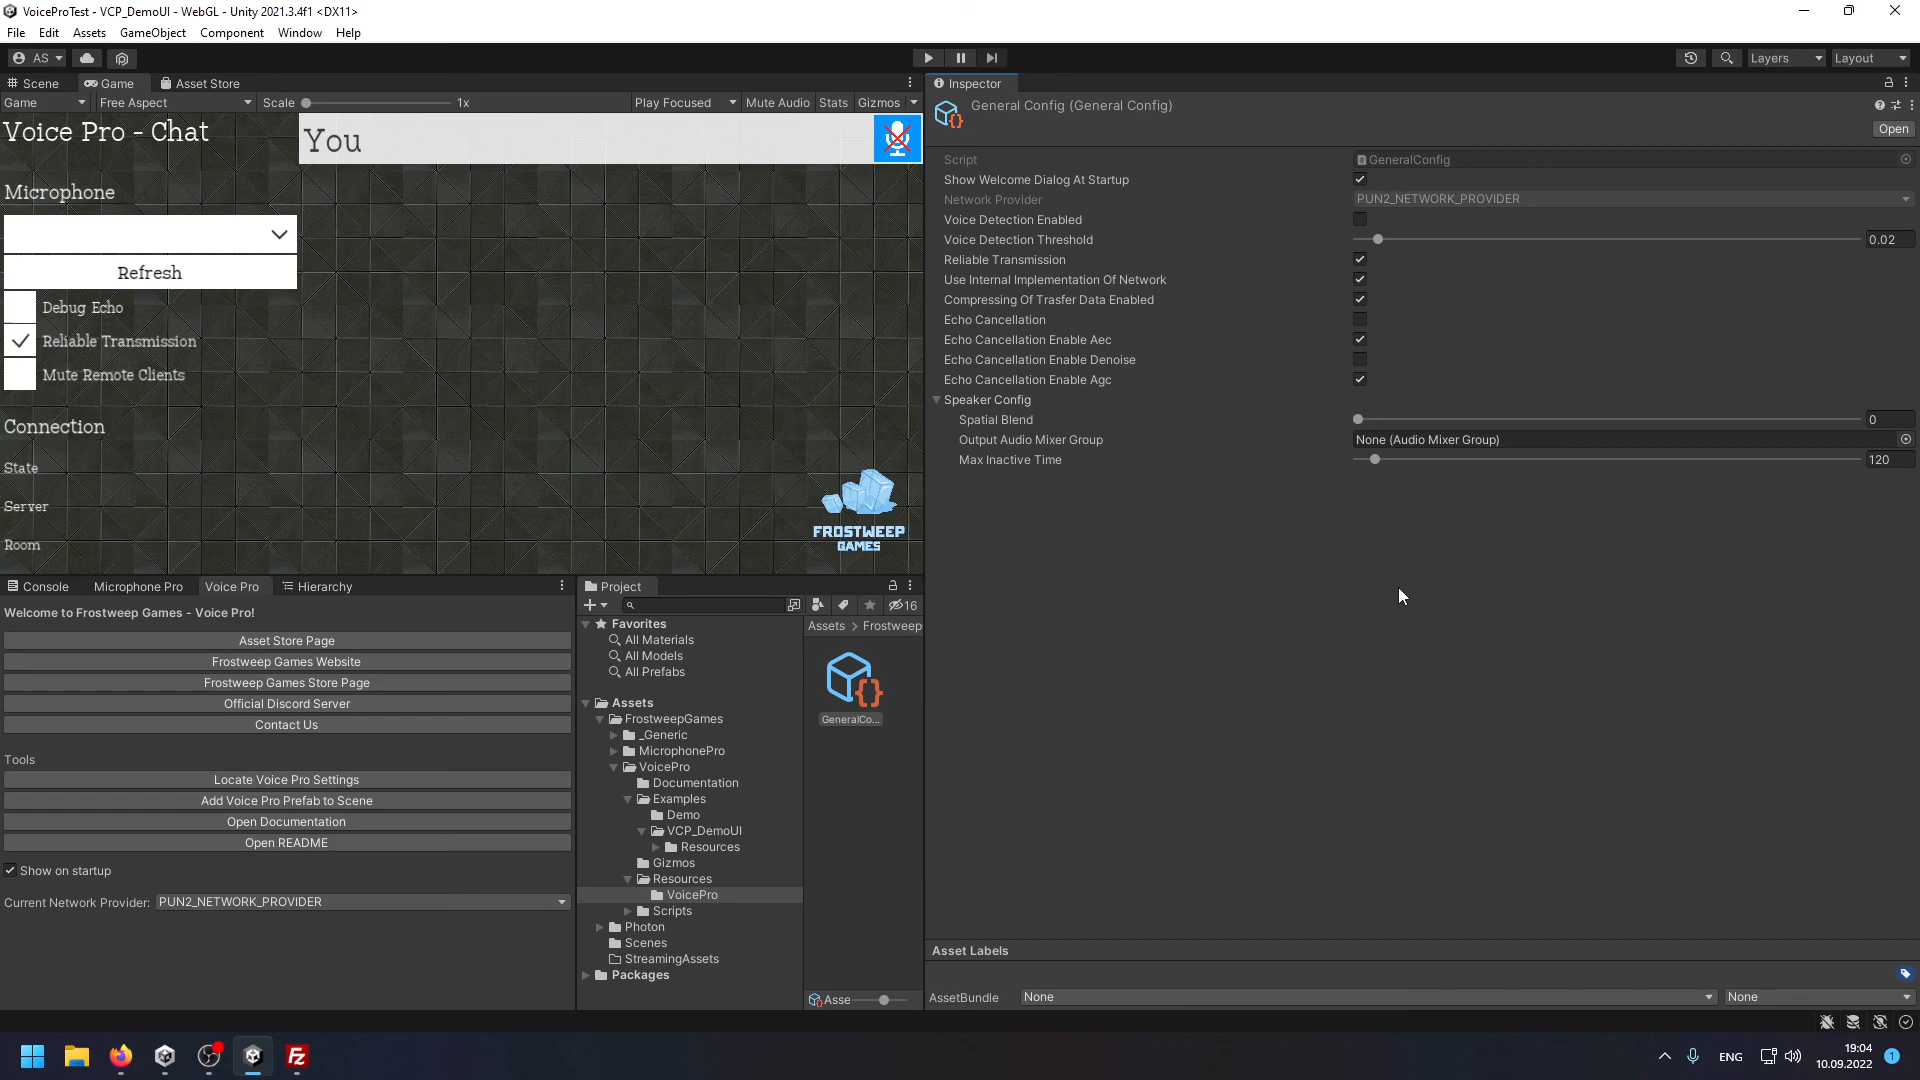 VoiceProTest - VCP_DemoUI - WebGL - Unity 2021.3.4f1 <DX11>
File Edit Assets GameObject Component Window Help
AS Layers Layout
Scene Game Asset Store
Game Free Aspect Scale 1x Play Focused Mute Audio Stats Gizmos
Voice Pro - Chat
You
Microphone
Refresh
Debug Echo
Reliable Transmission
Mute Remote Clients
Connection
State
Server
Room
FROSTWEEP
GAMES
Inspector
General Config (General Config)
Open
Script GeneralConfig
Show Welcome Dialog At Startup
Network Provider PUN2_NETWORK_PROVIDER
Voice Detection Enabled
Voice Detection Threshold 0.02
Reliable Transmission
Use Internal Implementation Of Network
Compressing Of Trasfer Data Enabled
Echo Cancellation
Echo Cancellation Enable Aec
Echo Cancellation Enable Denoise
Echo Cancellation Enable Agc
Speaker Config
Spatial Blend 0
Output Audio Mixer Group None (Audio Mixer Group)
Max Inactive Time 120
Console Microphone Pro Voice Pro Hierarchy
Welcome to Frostweep Games - Voice Pro!
Asset Store Page
Frostweep Games Website
Frostweep Games Store Page
Official Discord Server
Contact Us
Tools
Locate Voice Pro Settings
Add Voice Pro Prefab to Scene
Open Documentation
Open README
Show on startup
Current Network Provider: PUN2_NETWORK_PROVIDER
Project
16
Favorites
All Materials
All Models
All Prefabs
Assets
FrostweepGames
_Generic
MicrophonePro
VoicePro
Documentation
Examples
Demo
VCP_DemoUI
Resources
Gizmos
Resources
VoicePro
Scripts
Photon
Scenes
StreamingAssets
Packages
Assets > Frostweep
GeneralCo...
Asse
Asset Labels
AssetBundle None None
ENG
19:04
10.09.2022
1